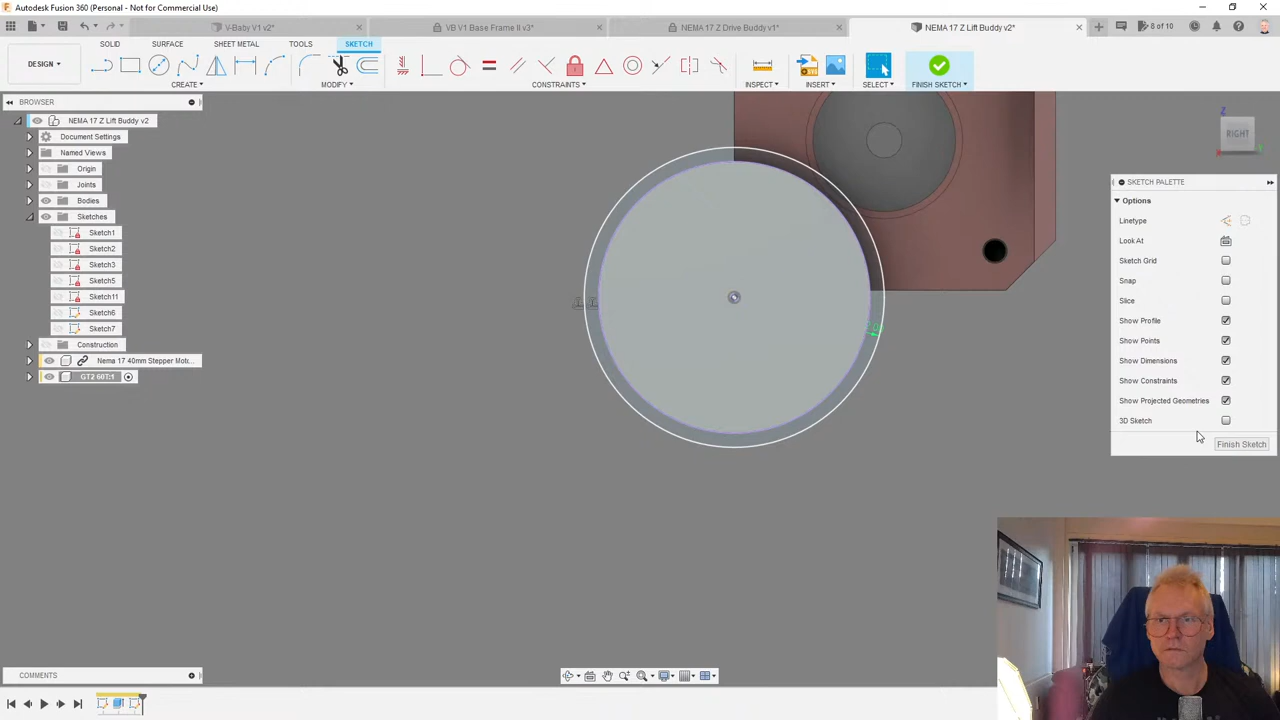 Autodesk Fusion 360 (Personal - Not for Commercial Use)
V-Baby V1 v2*
VB V1 Base Frame II v3*
NEMA 17 Z Drive Buddy v1*
NEMA 17 Z Lift Buddy v2*
8 of 10
SOLID
SURFACE
SHEET METAL
TOOLS
SKETCH
DESIGN
CREATE
MODIFY
CONSTRAINTS
INSPECT
INSERT
SELECT
FINISH SKETCH
BROWSER
NEMA 17 Z Lift Buddy v2
Document Settings
Named Views
Origin
Joints
Bodies
Sketches
Sketch1
Sketch2
Sketch3
Sketch5
Sketch11
Sketch6
Sketch7
Construction
Nema 17 40mm Stepper Mot...
GT2 60T:1
Z
RIGHT
SKETCH PALETTE
Options
Linetype
Look At
Sketch Grid
Snap
Slice
Show Profile
Show Points
Show Dimensions
Show Constraints
Show Projected Geometries
3D Sketch
Finish Sketch
COMMENTS